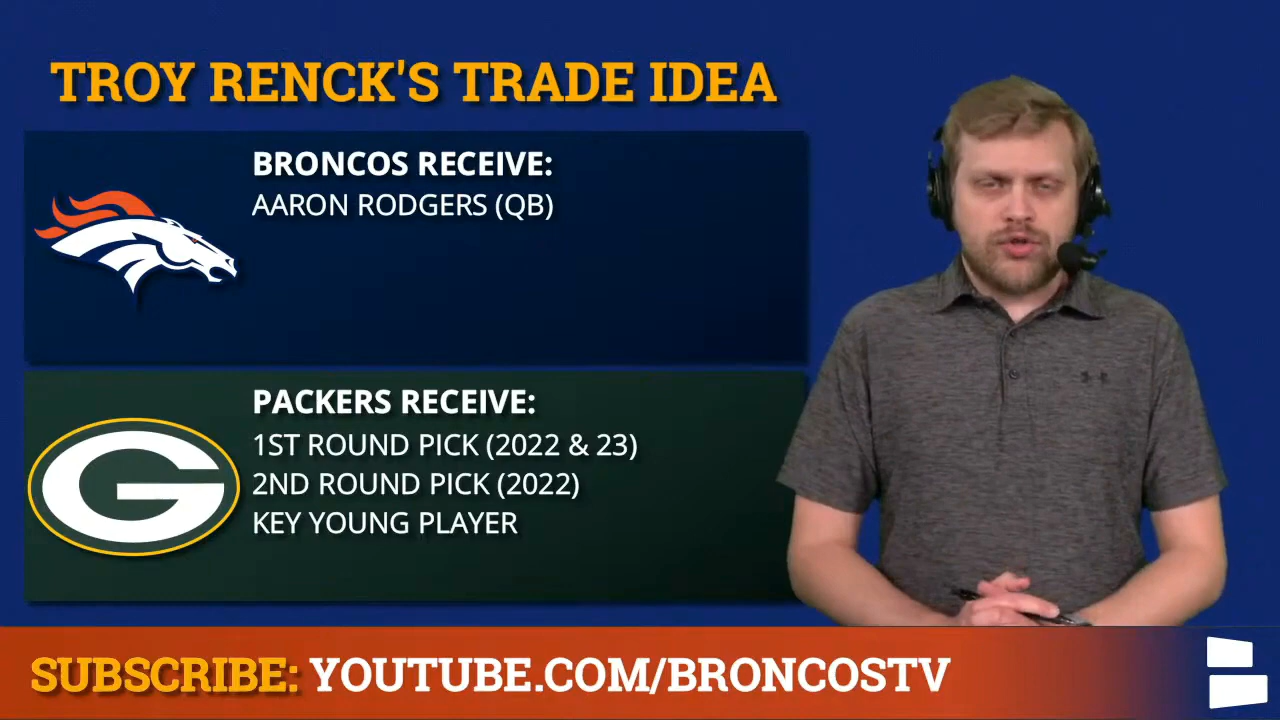 TROY RENCK'S TRADE IDEA
BRONCOS RECEIVE:
AARON RODGERS (QB)
PACKERS RECEIVE:
1ST ROUND PICK (2022 & 23)
2ND ROUND PICK (2022)
KEY YOUNG PLAYER
SUBSCRIBE: YOUTUBE.COM/BRONCOSTV